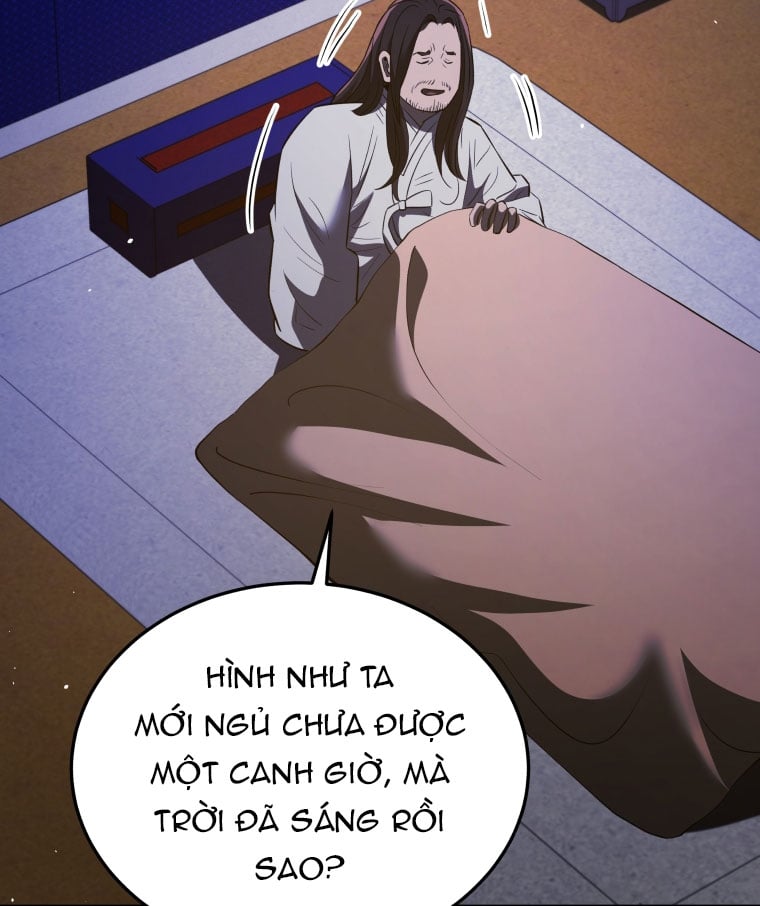 HÌNH NHƯ TA
MỚI NGỦ CHƯA ĐƯỢC
MỘT CANH GIỜ, MÀ
TRỜI ĐÃ SÁNG RỒI
SAO?